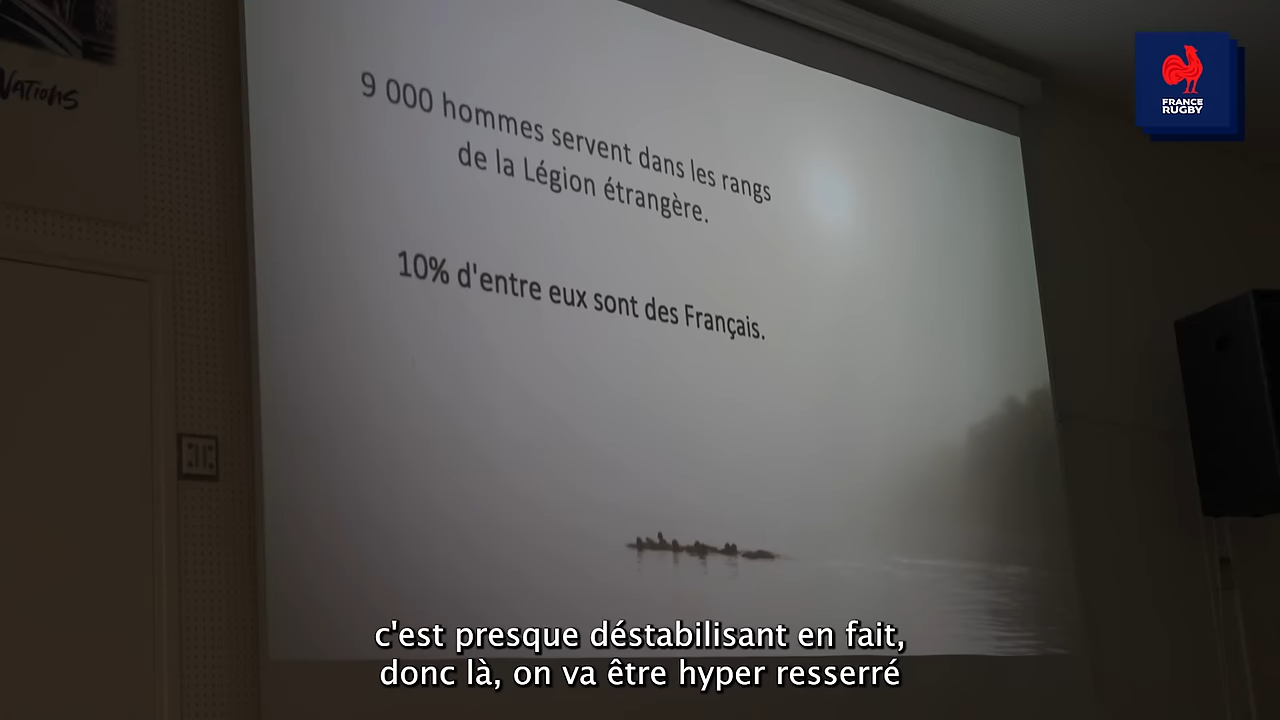 Nations
9 000 hommes servent dans les rangs
de la Légion étrangère.
10% d'entre eux sont des Français.
FRANCE
RUGBY
c'est presque déstabilisant en fait,
donc là, on va être hyper resserré